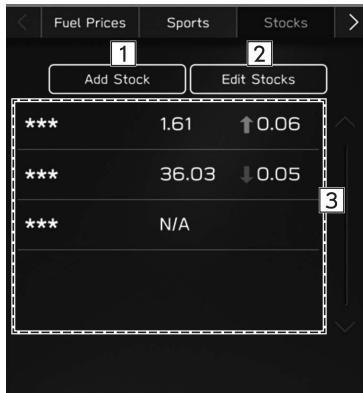 Fuel Prices Sports Stocks
1 2
Add Stock Edit Stocks
*** 1.61 ↑0.06
*** 36.03 ↓0.05
3
*** N/A